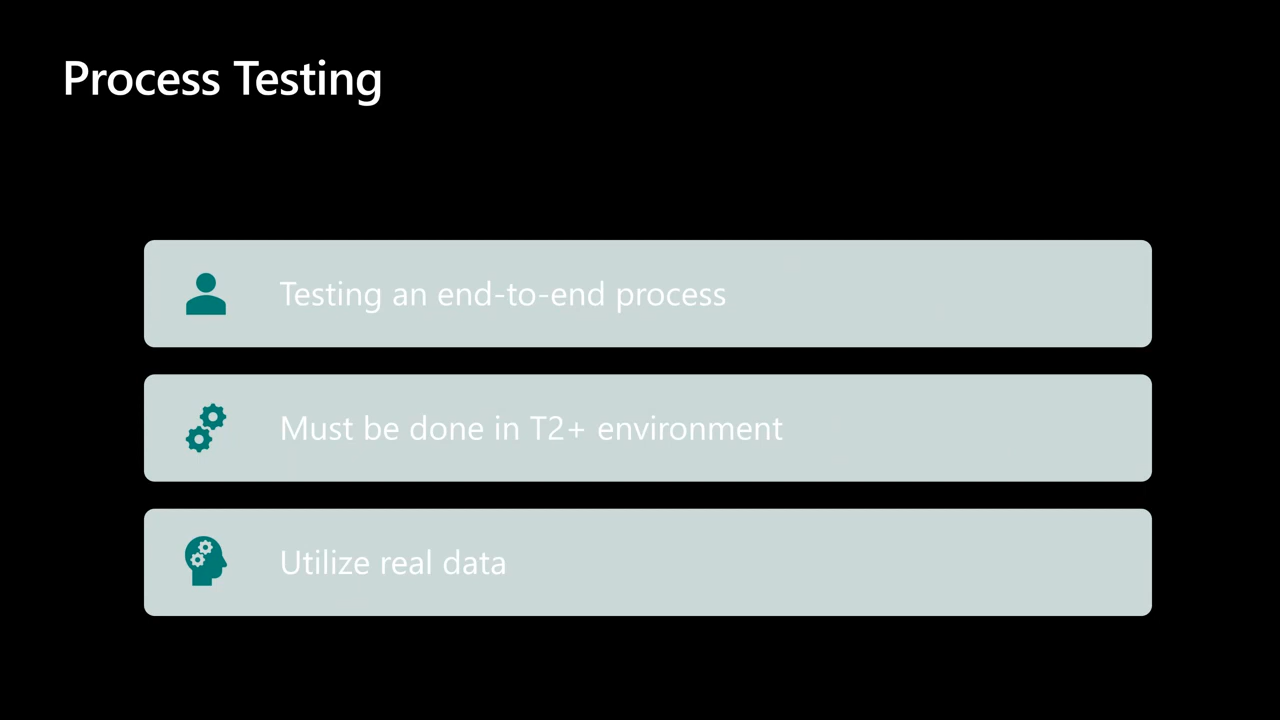 Process Testing
Testing an end-to-end process
Must be done in T2+ environment
Utilize real data